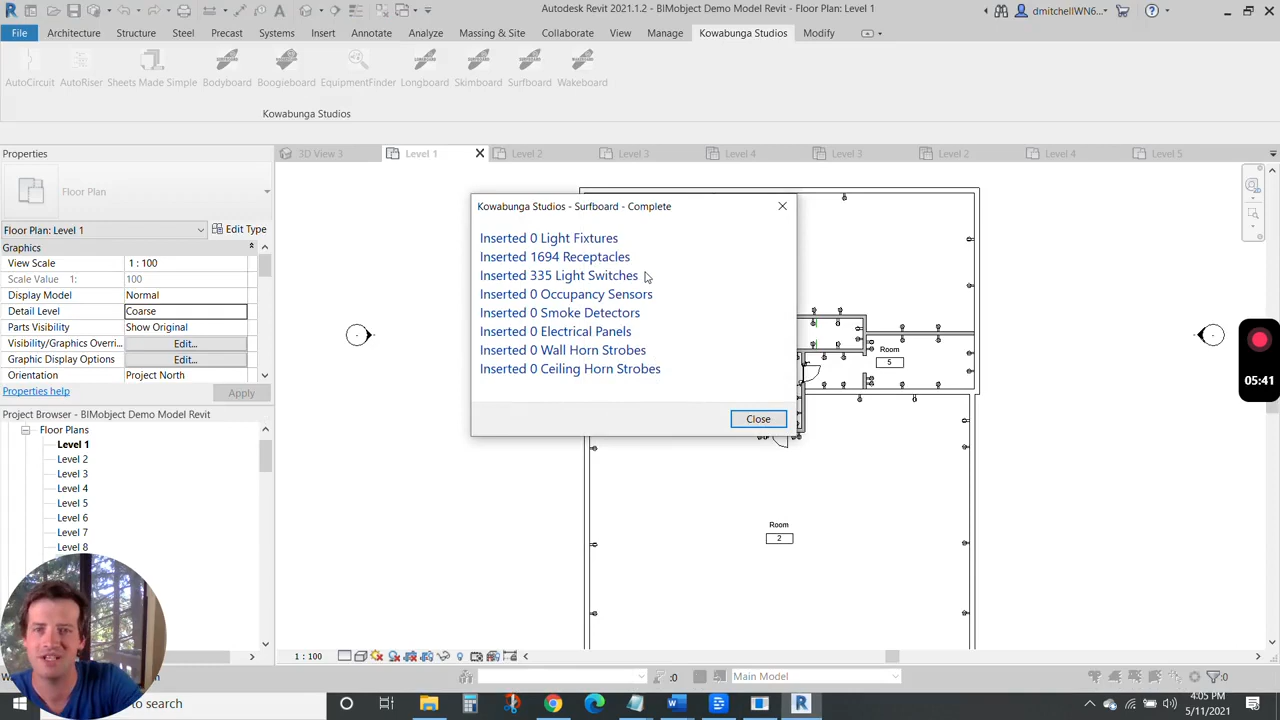 Autodesk Revit 2021.1.2 - BIMobject Demo Model Revit - Floor Plan: Level 1
dmitchellWN6...
File Architecture Structure Steel Precast Systems Insert Annotate Analyze Massing & Site Collaborate View Manage Kowabunga Studios Modify
AutoCircuit AutoRiser Sheets Made Simple Bodyboard Boogieboard EquipmentFinder Longboard Skimboard Surfboard Wakeboard
Kowabunga Studios
Properties
3D View 3 Level 1 Level 2 Level 3 Level 4 Level 3 Level 2 Level 4 Level 5
Floor Plan
Floor Plan: Level 1 Edit Type
Graphics
View Scale 1 : 100
Scale Value 1: 100
Display Model Normal
Detail Level Coarse
Parts Visibility Show Original
Visibility/Graphics Overri... Edit...
Graphic Display Options Edit...
Orientation Project North
Properties help Apply
Project Browser - BIMobject Demo Model Revit
Floor Plans
Level 1
Level 2
Level 3
Level 4
Level 5
Level 6
Level 7
Level 8
Kowabunga Studios - Surfboard - Complete
Inserted 0 Light Fixtures
Inserted 1694 Receptacles
Inserted 335 Light Switches
Inserted 0 Occupancy Sensors
Inserted 0 Smoke Detectors
Inserted 0 Electrical Panels
Inserted 0 Wall Horn Strobes
Inserted 0 Ceiling Horn Strobes
Close
Room
5
Room
2
05:41
1 : 100
:0 Main Model :0
to search
4:05 PM
5/11/2021